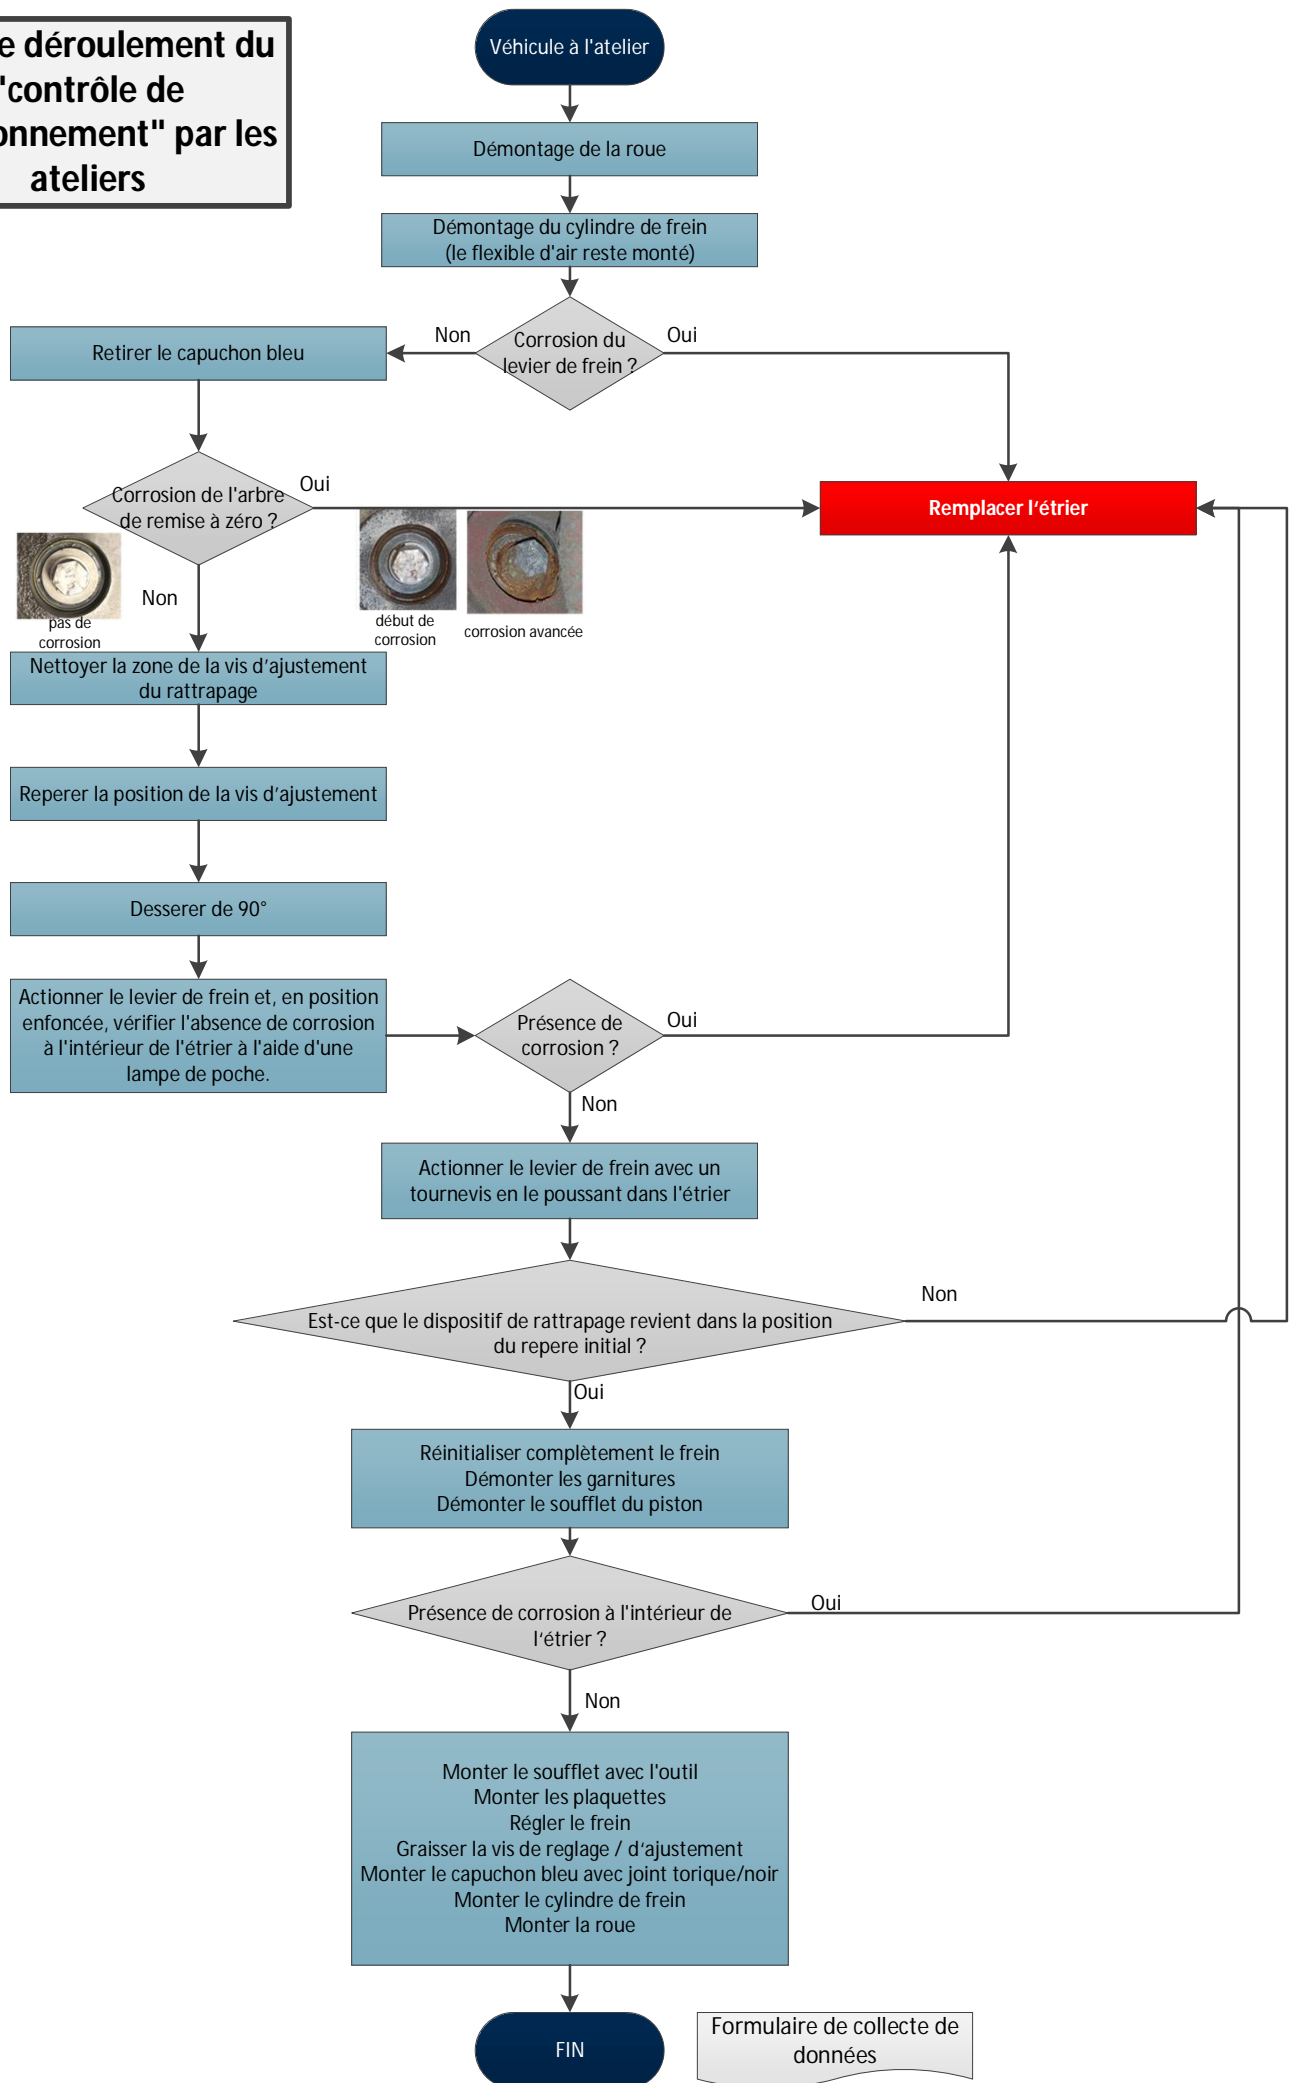 déroulement du
contrôle de
par les
ateliers
Véhicule à l'atelier
Démontage de la roue
Démontage du cylindre de frein
(le flexible d'air reste monté)
Corrosion du
levier de frein ?
Non
Oui
Retirer le capuchon bleu
Corrosion de l'arbre
de remise à zéro ?
Oui
Remplacer l‘étrier
Non
pas de
corrosion
début de
corrosion
corrosion avancée
Nettoyer la zone de la vis d‘ajustement
du rattrapage
Reperer la position de la vis d‘ajustement
Desserer de 90°
Actionner le levier de frein et, en position
enfoncée, vérifier l'absence de corrosion
à l'intérieur de l'étrier à l'aide d'une
lampe de poche.
Présence de
corrosion ?
Oui
Non
Actionner le levier de frein avec un
tournevis en le poussant dans l'étrier
Est-ce que le dispositif de rattrapage revient dans la position
du repere initial ?
Non
Oui
Réinitialiser complètement le frein
Démonter les garnitures
Démonter le soufflet du piston
Présence de corrosion à l'intérieur de
l‘étrier ?
Oui
Non
Monter le soufflet avec l'outil
Monter les plaquettes
Régler le frein
Graisser la vis de reglage / d‘ajustement
Monter le capuchon bleu avec joint torique/noir
Monter le cylindre de frein
Monter la roue
FIN
Formulaire de collecte de
données